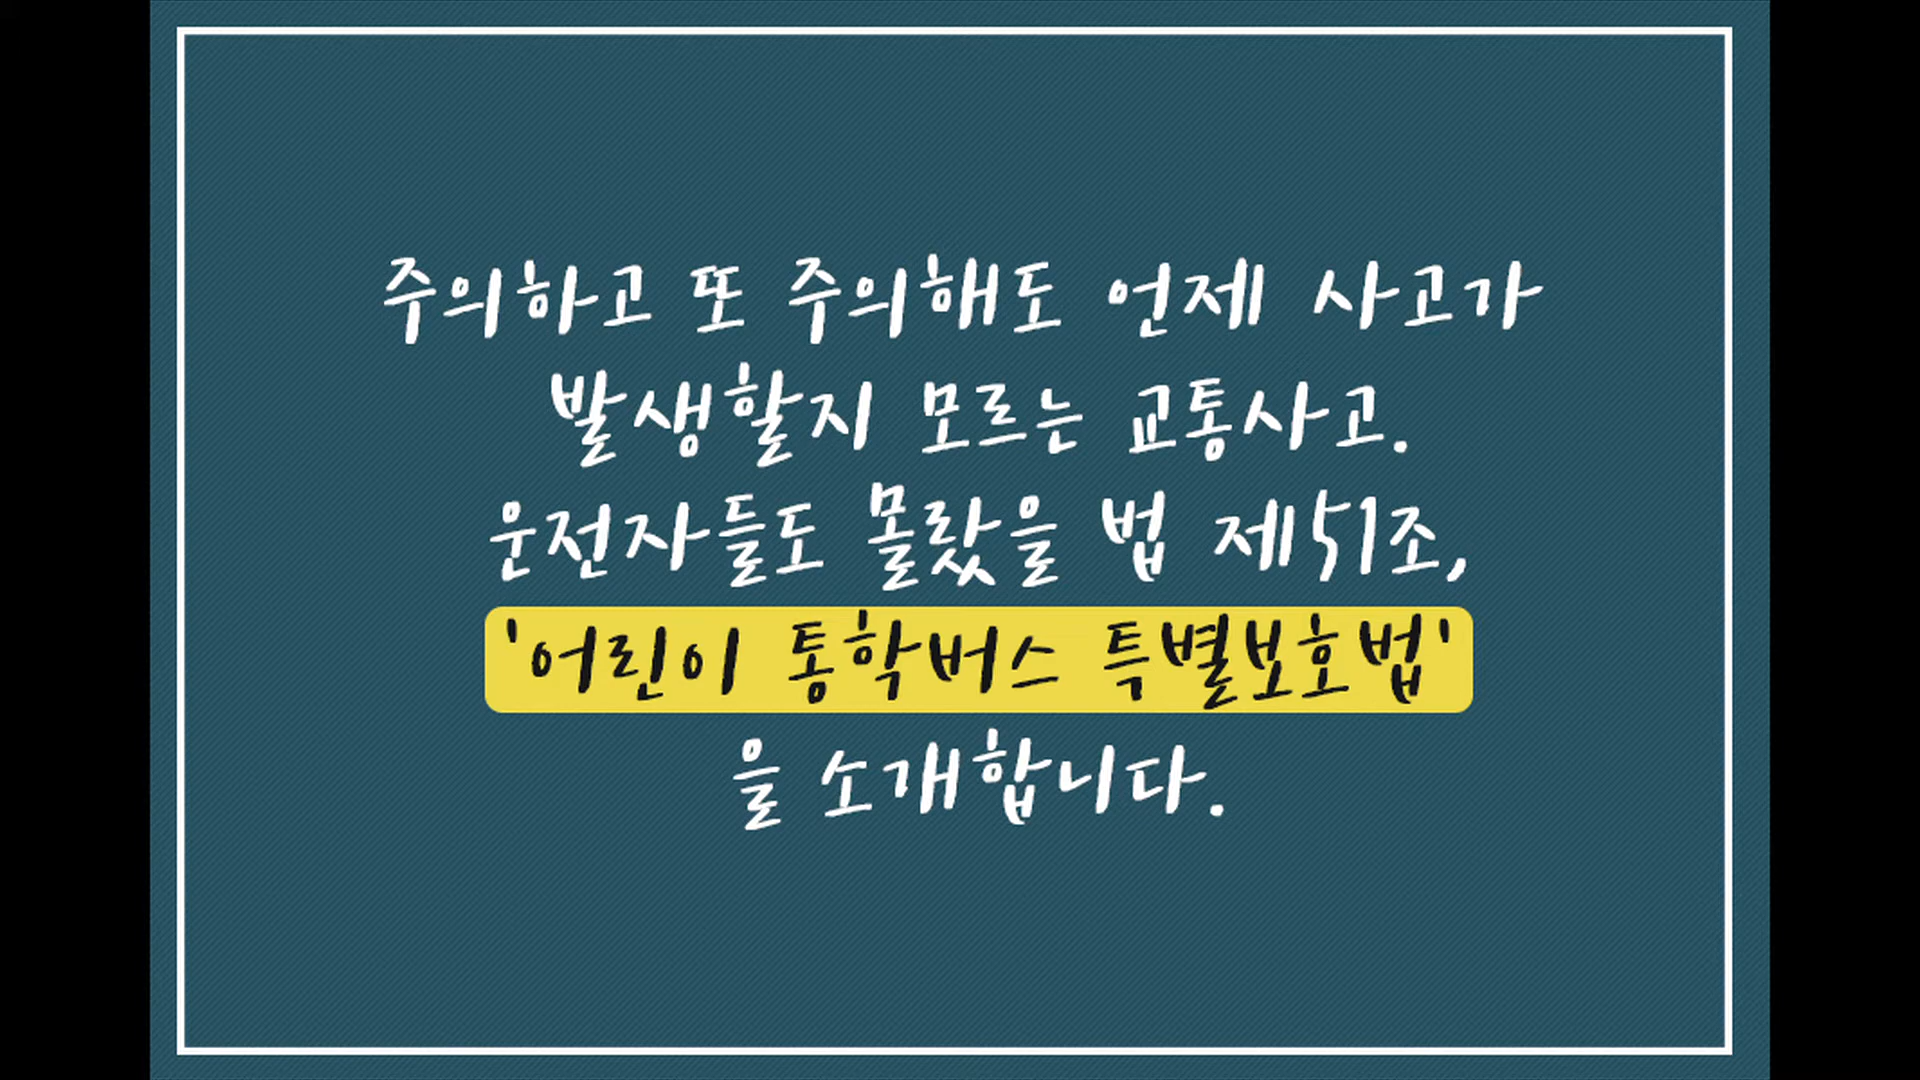 주의하고 또 주의해도 언제 사고가
발생할지 모르는 교통사고.
운전자들도 몰랐을 법 제51조,
'어린이 통학버스 특별보호법'
을 소개합니다.